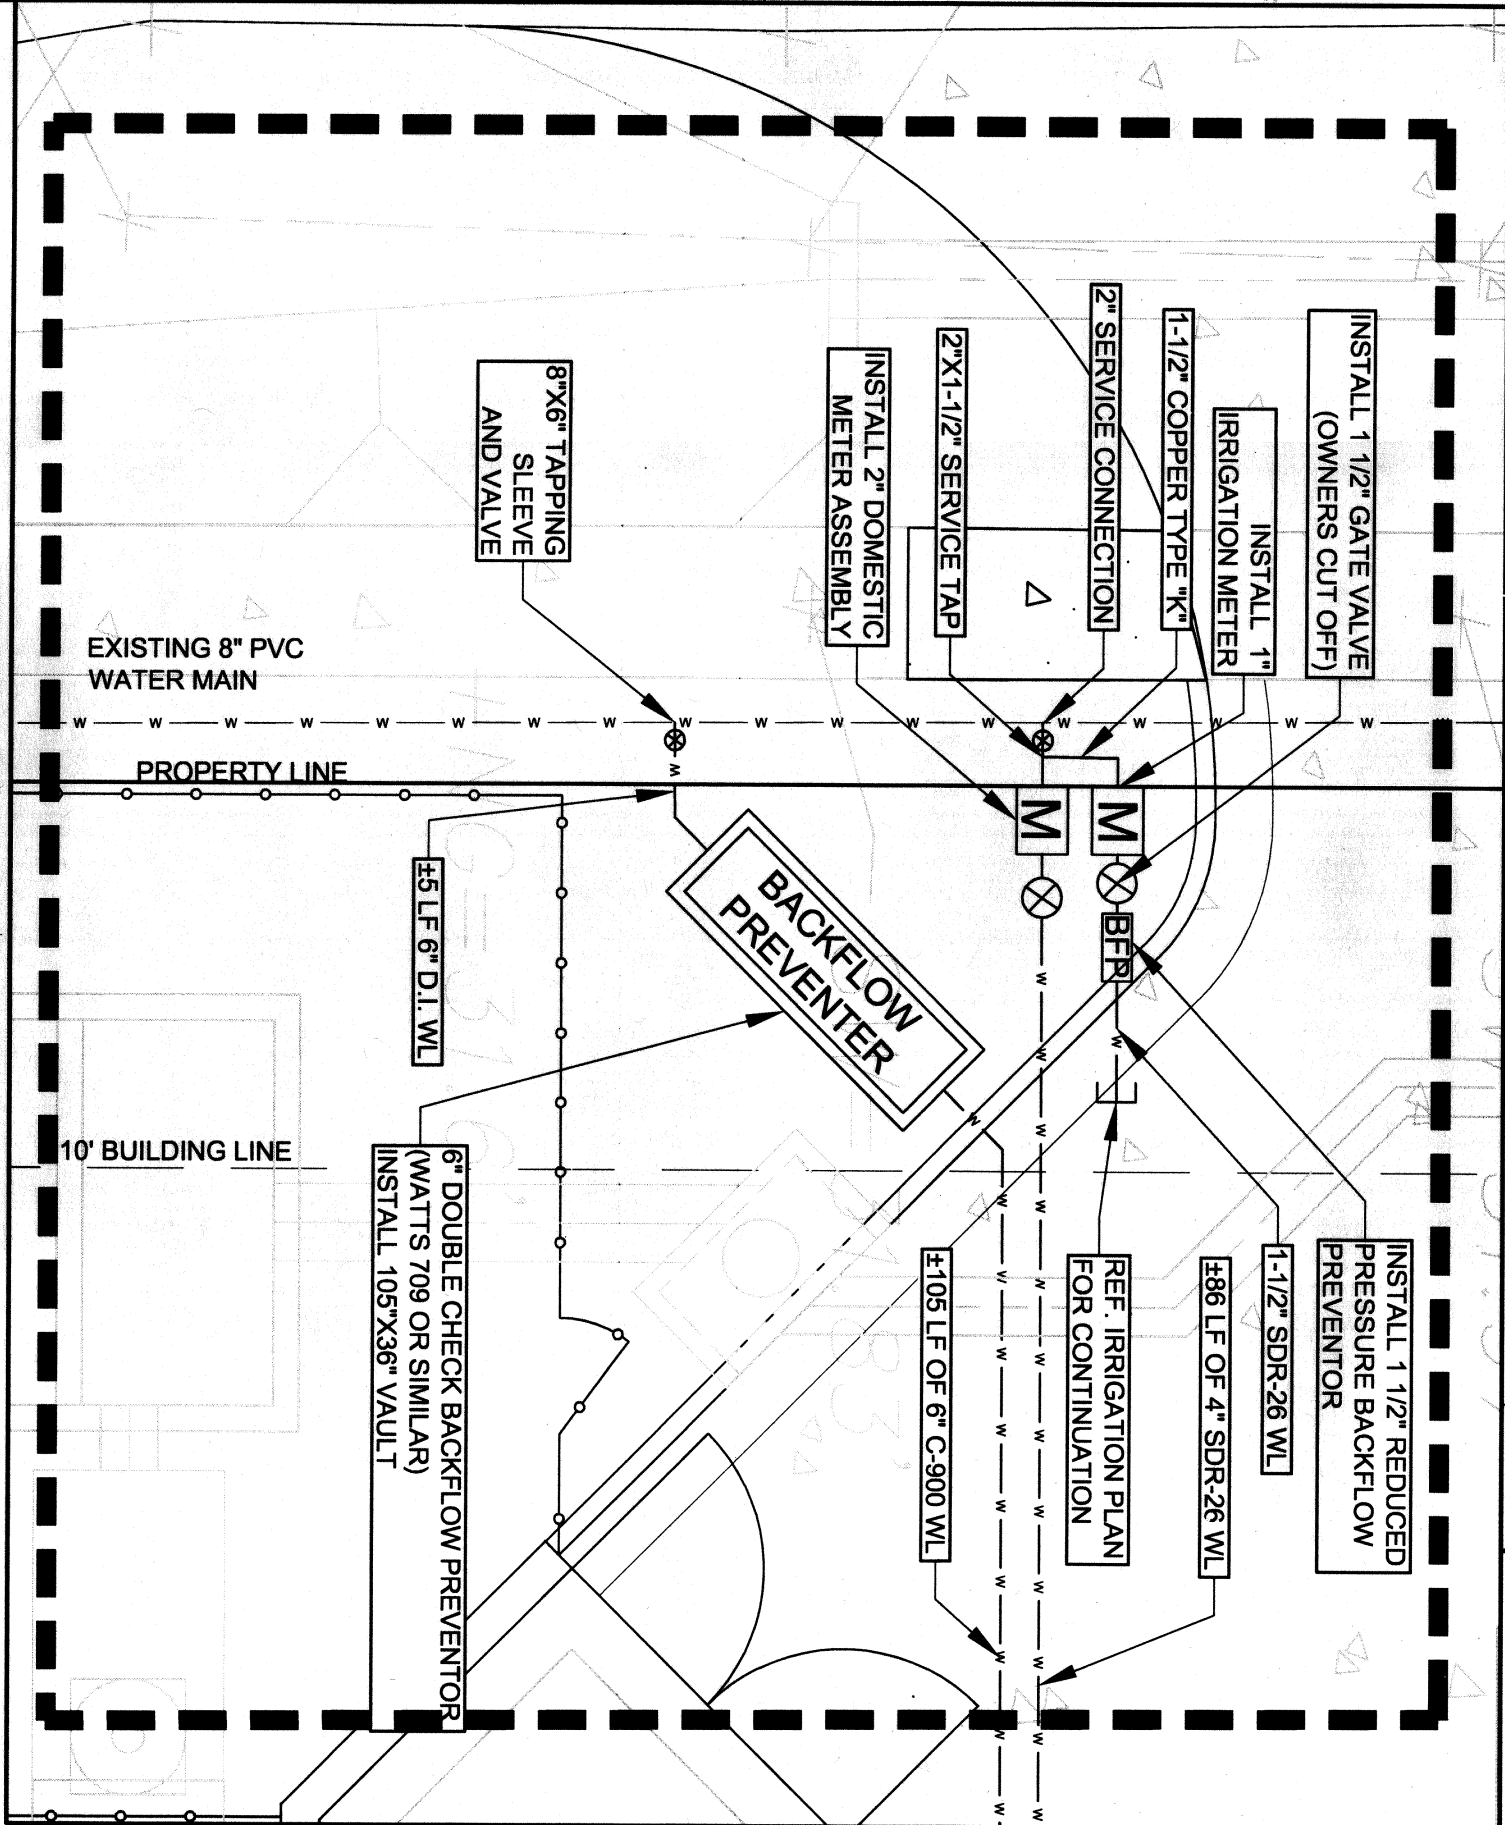 INSTALL 1 1/2" GATE VALVE
(OWNERS CUT OFF)
INSTALL 1"
IRRIGATION METER
1-1/2" COPPER TYPE "K"
2" SERVICE CONNECTION
2"X1-1/2" SERVICE TAP
INSTALL 2" DOMESTIC
METER ASSEMBLY
8"X6" TAPPING
SLEEVE
AND VALVE
EXISTING 8" PVC
WATER MAIN
W W W W W W W W W W W W W W W W W W W
W
PROPERTY LINE
M
M
BFP
BACKFLOW
PREVENTER
±5 LF 6" D.I. WL
10' BUILDING LINE
6" DOUBLE CHECK BACKFLOW PREVENTOR
(WATTS 709 OR SIMILAR)
INSTALL 105"X36" VAULT
INSTALL 1 1/2" REDUCED
PRESSURE BACKFLOW
PREVENTOR
1-1/2" SDR-26 WL
±86 LF OF 4" SDR-26 WL
REF. IRRIGATION PLAN
FOR CONTINUATION
±105 LF OF 6" C-900 WL